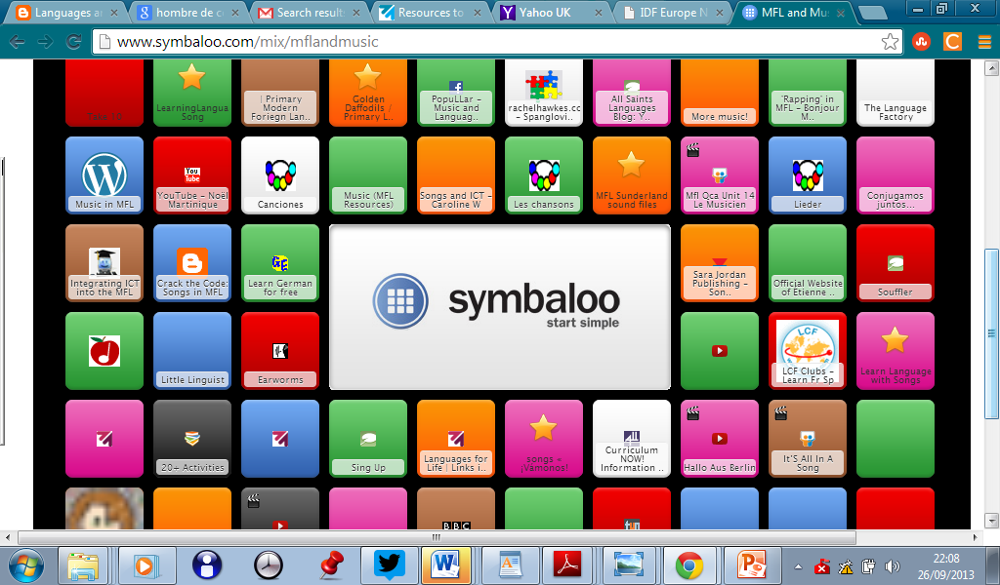 Languages a
hombre de c
Search result
Resources to
Yahoo UK
IDF Europe N
MFL and Mus
www.symbaloo.com/mix/mflandmusic
Take 10
LearningLangua
Song
| Primary
Modern
Foriegn Lan..
Golden
Daffodils /
Primary L..
PopuLLar -
Music and
Languag..
rachelhawkes.cc
- Spanglovi..
All Saints
Languages
Blog: Y..
More music!
'Rapping' in
MFL - Bonjour
M..
The Language
Factory
Music in MFL
You
Tube
YouTube - Noël
Martinique
Canciones
Music (MFL
Resources)
Songs and ICT -
Caroline W
Les chansons
MFL Sunderland
sound files
Mfl Qca Unit 14
Le Musicien
Lieder
Conjugamos
juntos...
Integrating ICT
into the MFL
Crack the Code:
Songs in MFL
GE
Learn German
for free
symbaloo
start simple
Sara Jordan
Publishing -
Son..
Official Website
of Etienne ..
Souffler
Little Linguist
Earworms
LCF
LCF Clubs -
Learn Fr Sp
Learn Language
with Songs
20+ Activities
Sing Up
Languages for
Life | Links i..
songs «
¡Vámonos!
Curriculum
NOW!
Information ..
Hallo Aus Berlin
It'S All In A
Song
BBC
22:08
26/09/2013